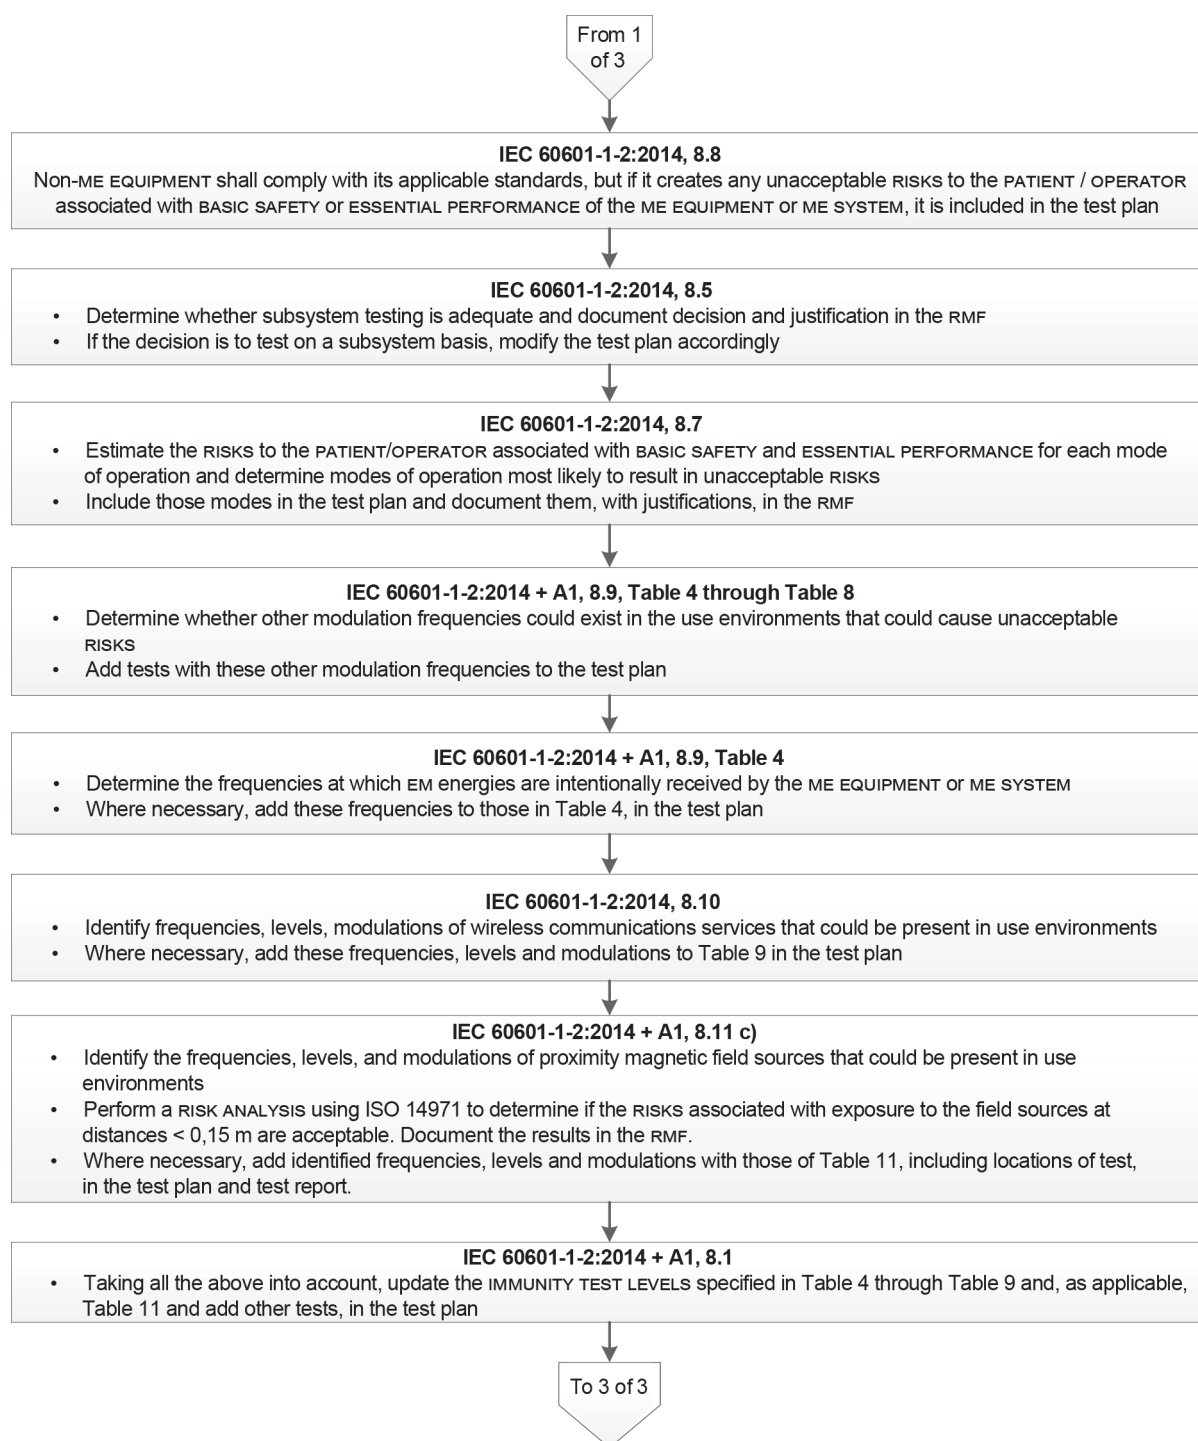 From 1
of 3
IEC 60601-1-2:2014, 8.8
Non-ME EQUIPMENT shall comply with its applicable standards, but if it creates any unacceptable RISKS to the PATIENT / OPERATOR
associated with BASIC SAFETY or ESSENTIAL PERFORMANCE of the ME EQUIPMENT or ME SYSTEM, it is included in the test plan
IEC 60601-1-2:2014, 8.5
• Determine whether subsystem testing is adequate and document decision and justification in the RMF
• If the decision is to test on a subsystem basis, modify the test plan accordingly
IEC 60601-1-2:2014, 8.7
• Estimate the RISKS to the PATIENT/OPERATOR associated with BASIC SAFETY and ESSENTIAL PERFORMANCE for each mode
of operation and determine modes of operation most likely to result in unacceptable RISKS
• Include those modes in the test plan and document them, with justifications, in the RMF
IEC 60601-1-2:2014 + A1, 8.9, Table 4 through Table 8
• Determine whether other modulation frequencies could exist in the use environments that could cause unacceptable
RISKS
• Add tests with these other modulation frequencies to the test plan
IEC 60601-1-2:2014 + A1, 8.9, Table 4
• Determine the frequencies at which EM energies are intentionally received by the ME EQUIPMENT or ME SYSTEM
• Where necessary, add these frequencies to those in Table 4, in the test plan
IEC 60601-1-2:2014, 8.10
• Identify frequencies, levels, modulations of wireless communications services that could be present in use environments
• Where necessary, add these frequencies, levels and modulations to Table 9 in the test plan
IEC 60601-1-2:2014 + A1, 8.11 c)
• Identify the frequencies, levels, and modulations of proximity magnetic field sources that could be present in use
environments
• Perform a RISK ANALYSIS using ISO 14971 to determine if the RISKS associated with exposure to the field sources at
distances < 0,15 m are acceptable. Document the results in the RMF.
• Where necessary, add identified frequencies, levels and modulations with those of Table 11, including locations of test,
in the test plan and test report.
IEC 60601-1-2:2014 + A1, 8.1
• Taking all the above into account, update the IMMUNITY TEST LEVELS specified in Table 4 through Table 9 and, as applicable,
Table 11 and add other tests, in the test plan
To 3 of 3